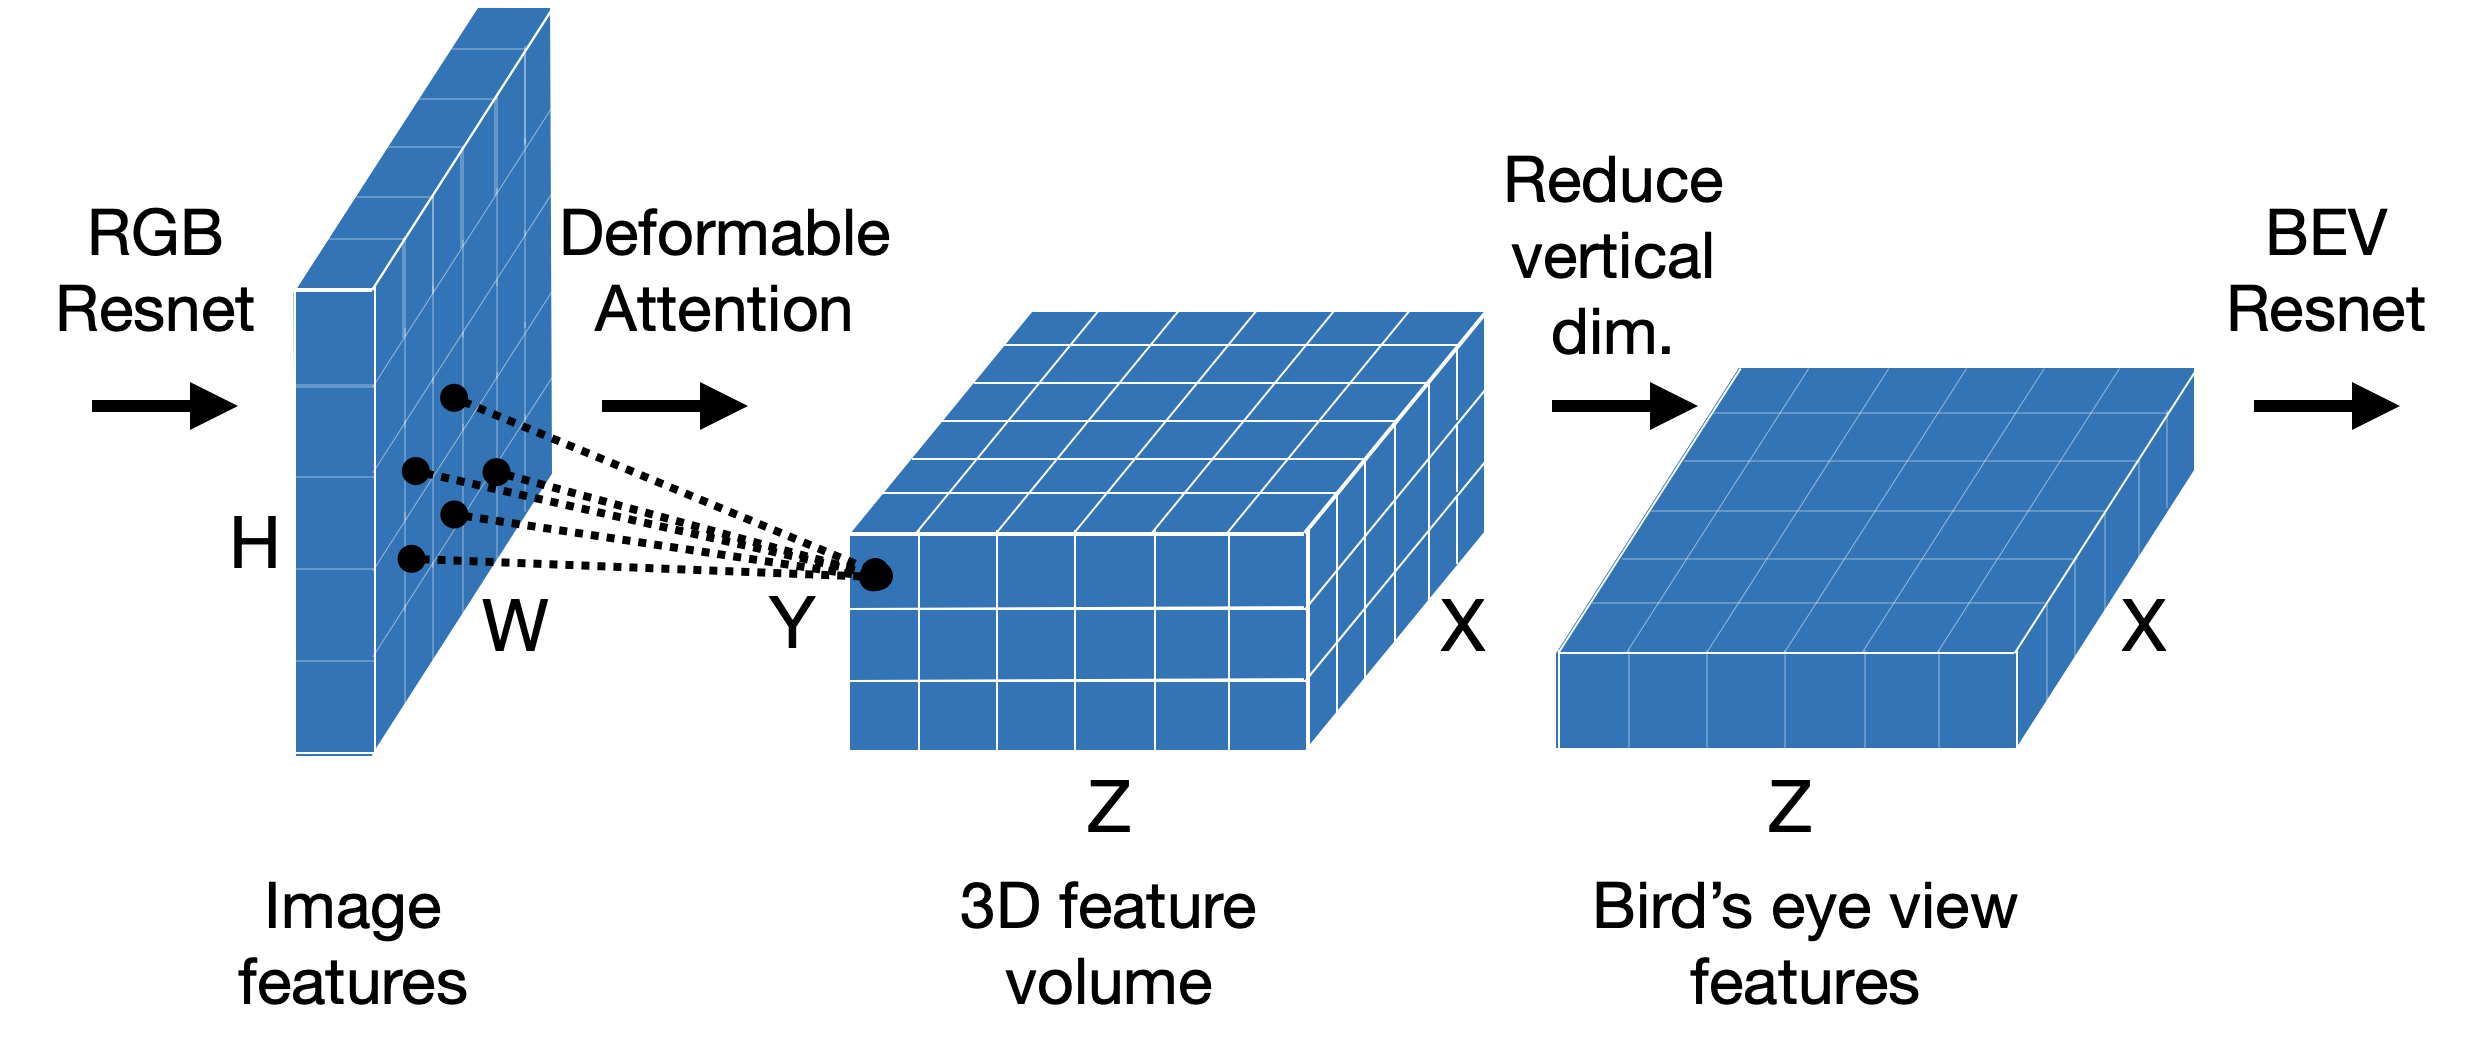 RGB
Resnet
Deformable
Attention
Reduce
vertical
dim.
BEV
Resnet
H
W
Y
X
Z
X
Z
Image
features
3D feature
volume
Bird’s eye view
features